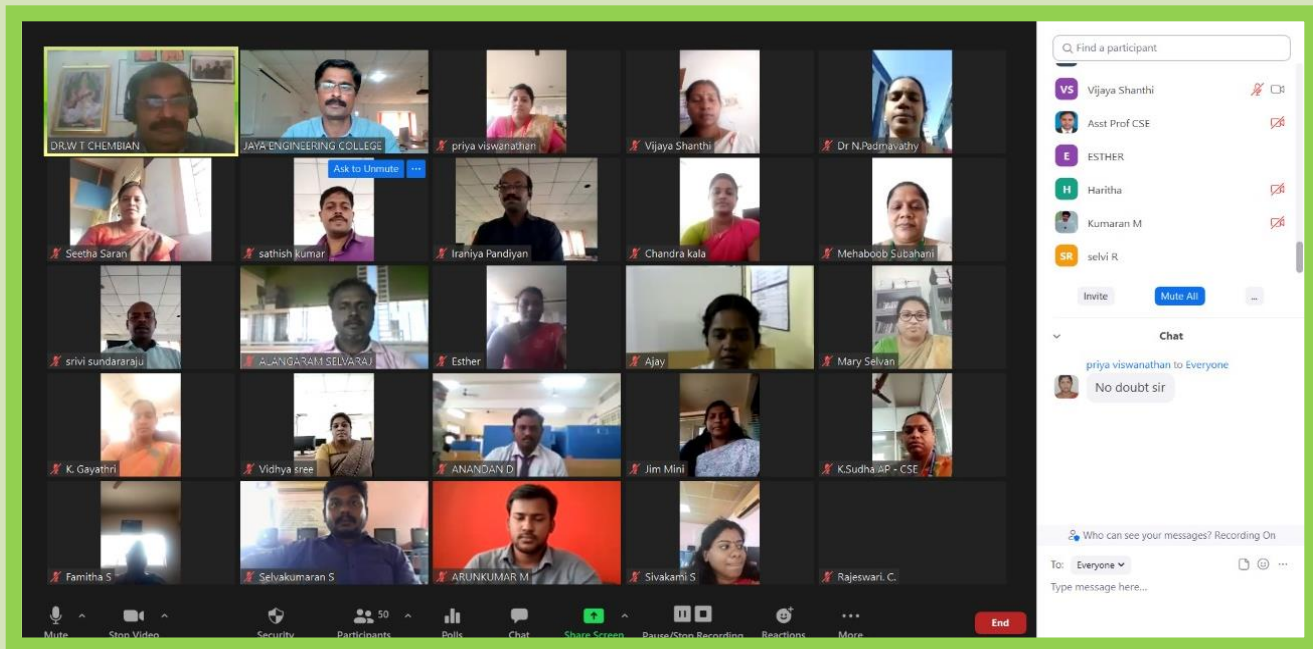 DR.W T CHEMBIAN
JAYA ENGINEERING COLLEGE
priya viswanathan
Vijaya Shanthi
Dr N.Padmavathy
Ask to Unmute ...
Seetha Saran
sathish kumar
Iraniya Pandiyan
Chandra kala
Mehaboob Subahani
srivi sundararaju
ALANGARAM SELVARAJ
Esther
Ajay
Mary Selvan
K. Gayathri
Vidhya sree
ANANDAN D
Jim Mini
K.Sudha AP - CSE
Famitha S
Selvakumaran S
ARUNKUMAR M
Sivakami S
Rajeswari. C.
Mute
Stop Video
Security
Participants
50
Polls
Chat
Share Screen
Pause/Stop Recording
Reactions
More
End
Find a participant
VS Vijaya Shanthi
Asst Prof CSE
E ESTHER
H Haritha
Kumaran M
SR selvi R
Invite Mute All ...
Chat
priya viswanathan to Everyone
No doubt sir
Who can see your messages? Recording On
To: Everyone
Type message here...